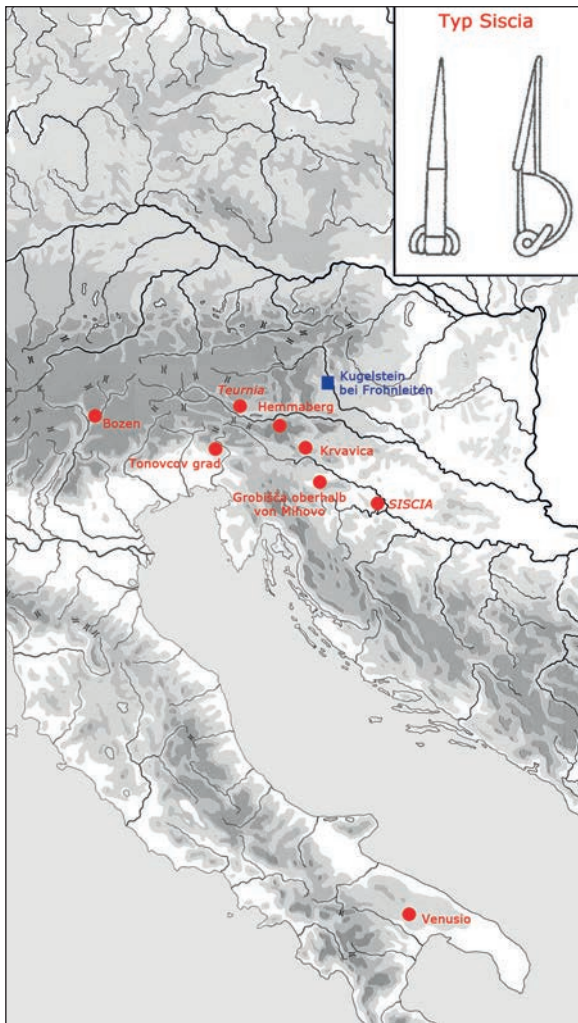 Typ Siscia
Kugelstein
bei Frohnleiten
Teurnia
Hemmaberg
Bozen
Krvavica
Tonovcov grad
Grobišča oberhalb
von Mihovo
SISCIA
Venusio